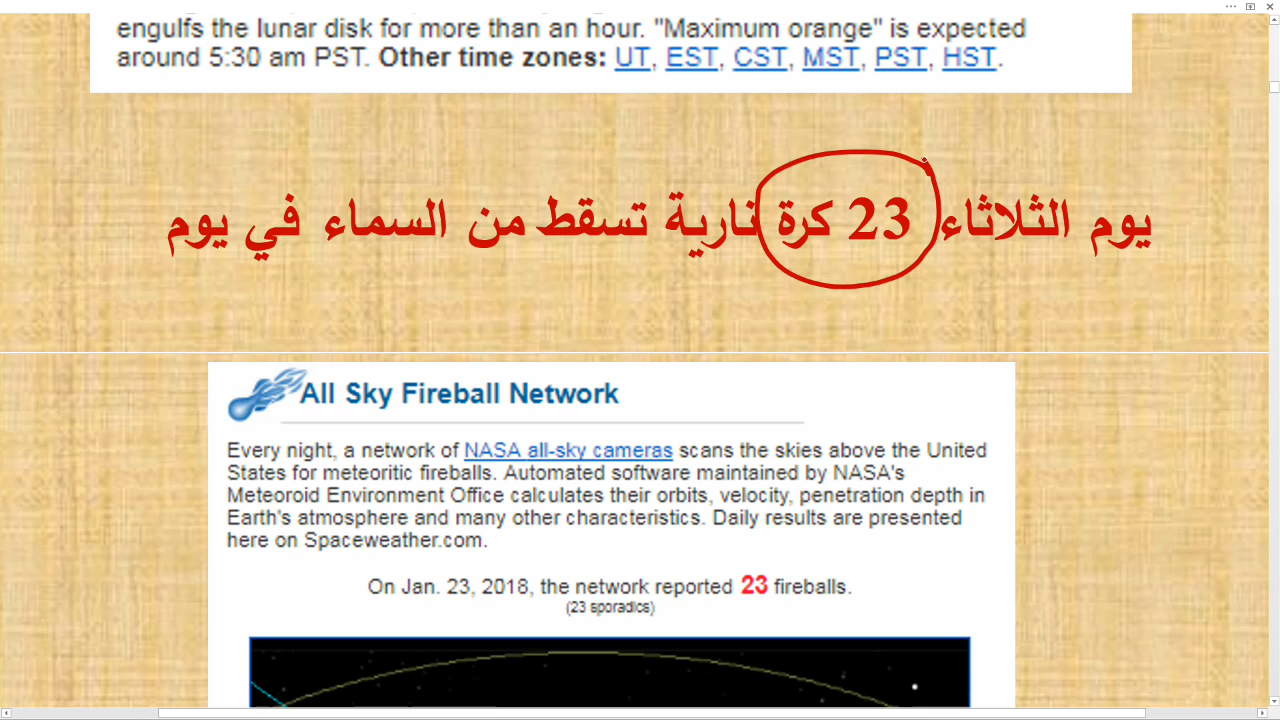 engulfs the lunar disk for more than an hour. "Maximum orange" is expected
around 5:30 am PST. Other time zones: UT, EST, CST, MST, PST, HST.
يوم الثلاثاء 23 كرة نارية تسقط من السماء في يوم
All Sky Fireball Network
Every night, a network of NASA all-sky cameras scans the skies above the United
States for meteoritic fireballs. Automated software maintained by NASA's
Meteoroid Environment Office calculates their orbits, velocity, penetration depth in
Earth's atmosphere and many other characteristics. Daily results are presented
here on Spaceweather.com.
On Jan. 23, 2018, the network reported 23 fireballs.
(23 sporadics)